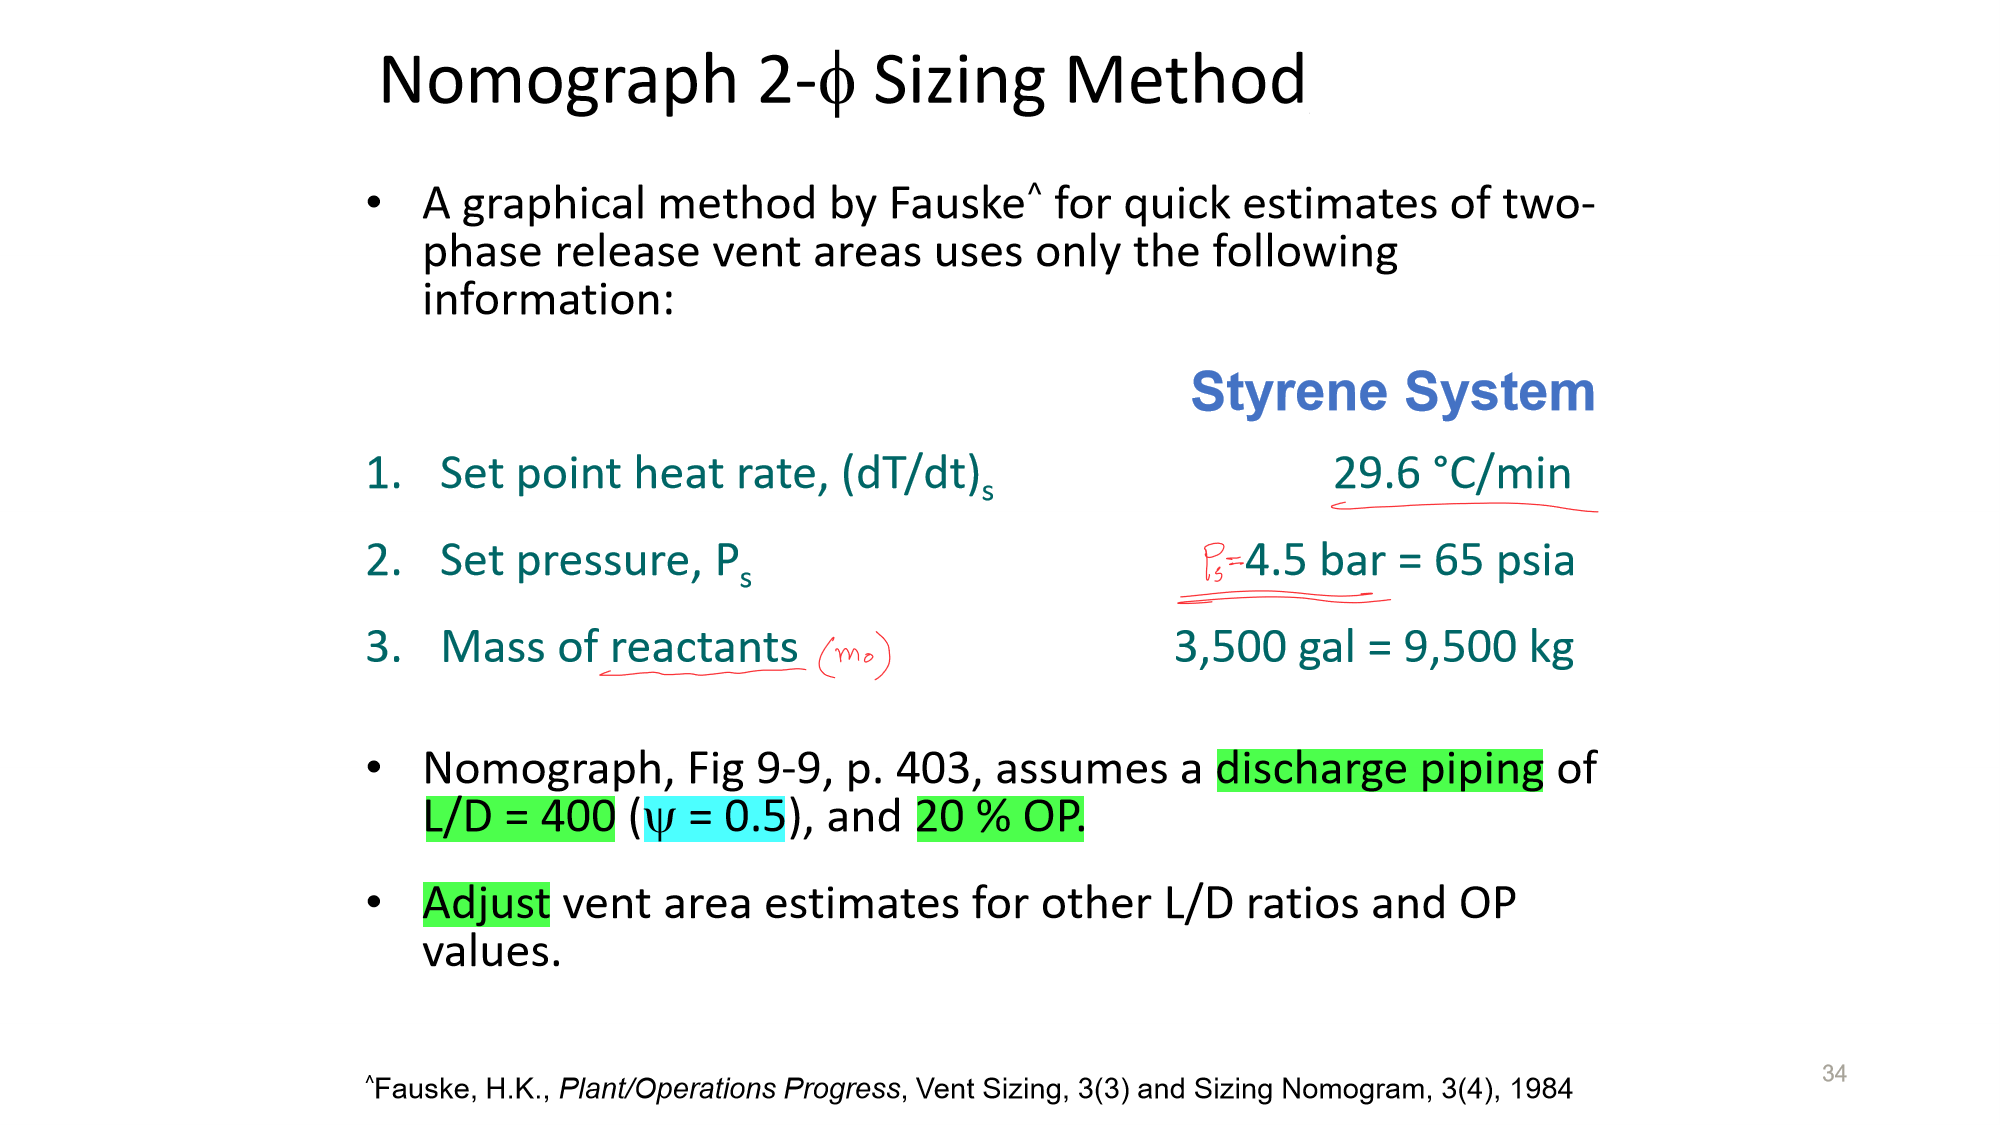 Nomograph 2-ϕ Sizing Method
• A graphical method by Fauske^ for quick estimates of two-
phase release vent areas uses only the following
information:
Styrene System
1. Set point heat rate, (dT/dt)s 29.6 °C/min
2. Set pressure, Ps Ps=4.5 bar = 65 psia
3. Mass of reactants (mo) 3,500 gal = 9,500 kg
• Nomograph, Fig 9-9, p. 403, assumes a discharge piping of
L/D = 400 (ψ = 0.5), and 20 % OP.
• Adjust vent area estimates for other L/D ratios and OP
values.
^Fauske, H.K., Plant/Operations Progress, Vent Sizing, 3(3) and Sizing Nomogram, 3(4), 1984
34